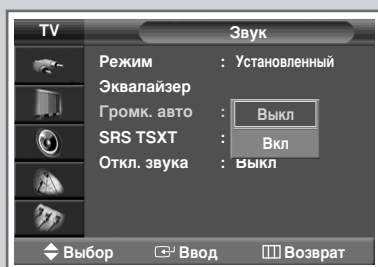 TV Звук
Режим : Установленный
Эквалайзер
Громк. авто : Выкл
SRS TSXT : Вкл
Откл. звука : Выкл
Выбор Ввод Возврат